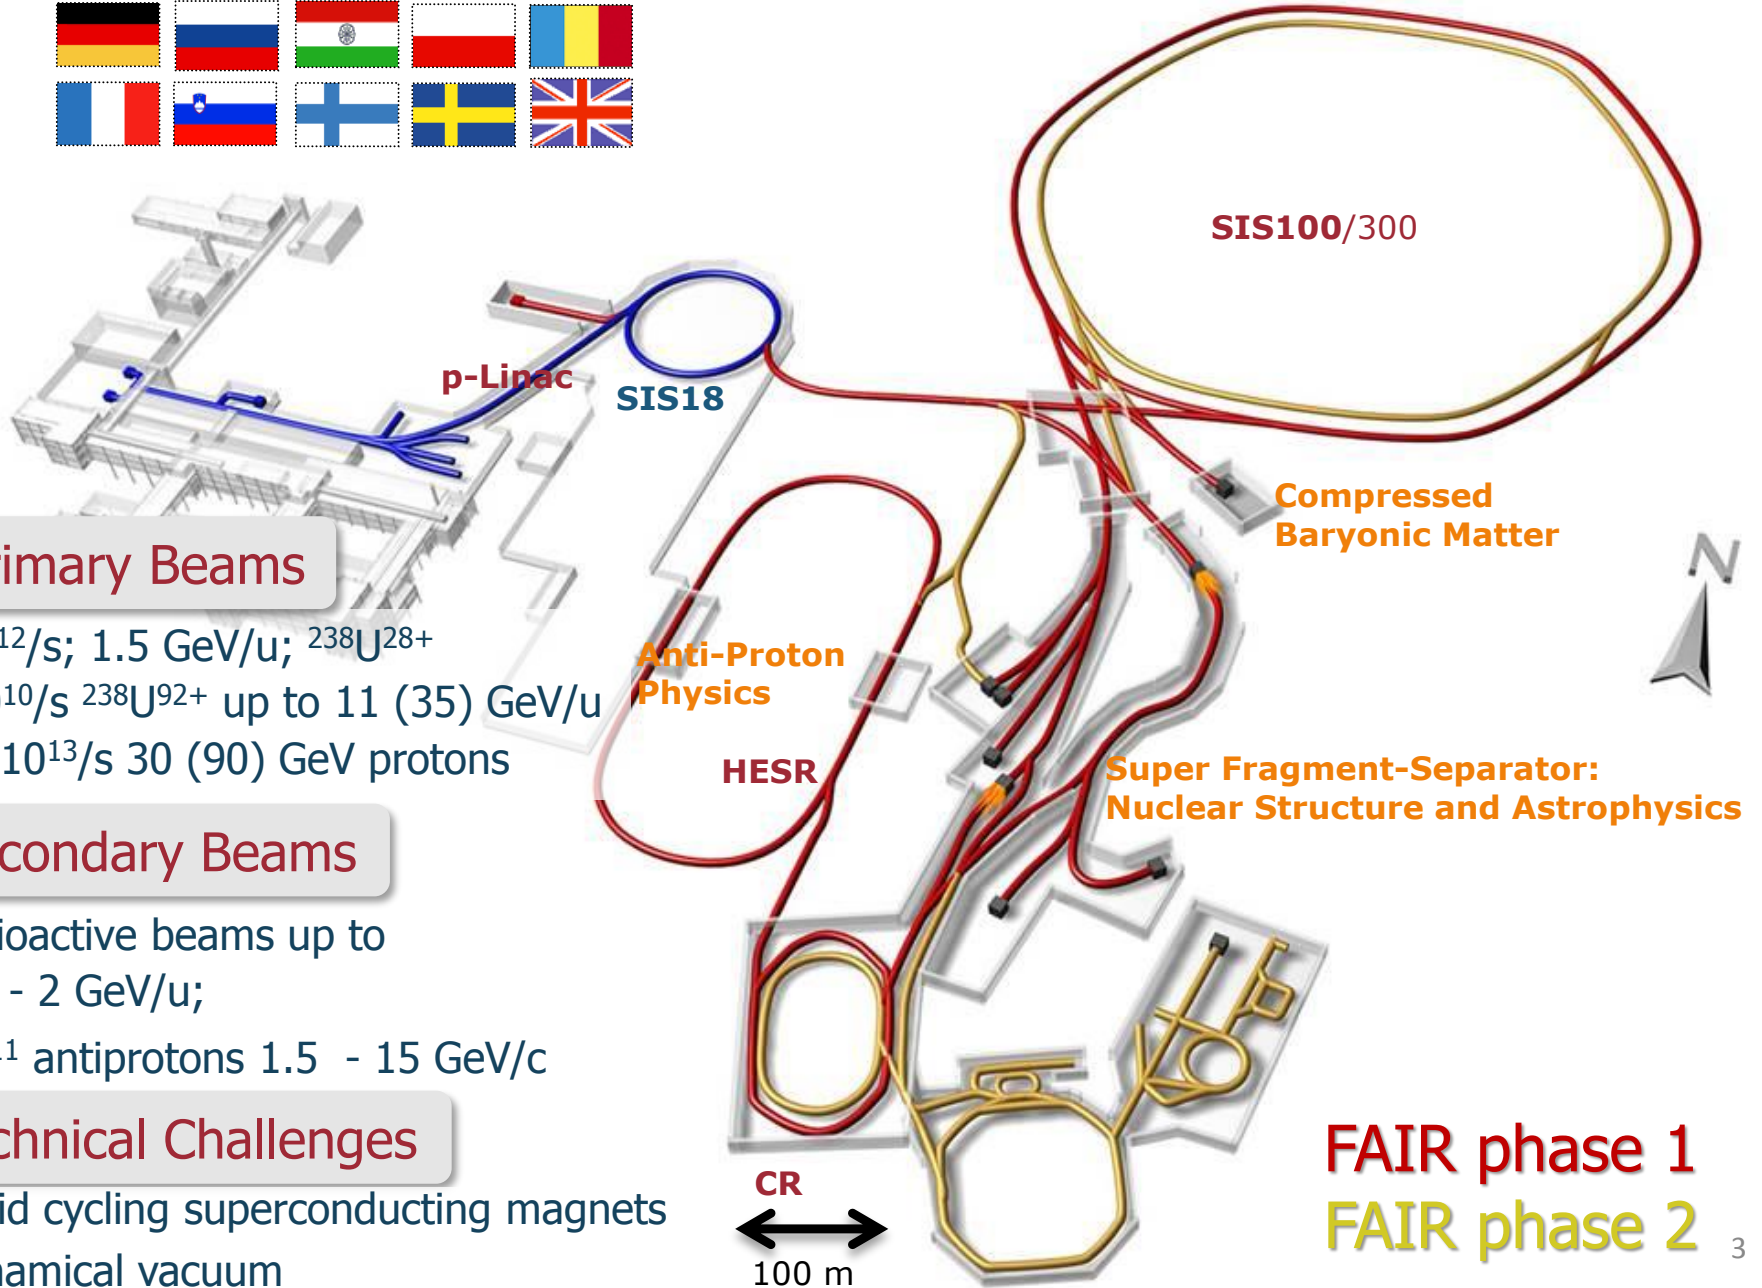 SIS100/300
p-Linac
SIS18
Compressed
Baryonic Matter
N
rimary Beams
12/s; 1.5 GeV/u; 238U28+
10/s 238U92+ up to 11 (35) GeV/u
1013/s 30 (90) GeV protons
Anti-Proton
Physics
HESR
Super Fragment-Separator:
Nuclear Structure and Astrophysics
condary Beams
ioactive beams up to
- 2 GeV/u;
11 antiprotons 1.5 - 15 GeV/c
chnical Challenges
id cycling superconducting magnets
namical vacuum
CR
100 m
FAIR phase 1
FAIR phase 2
3